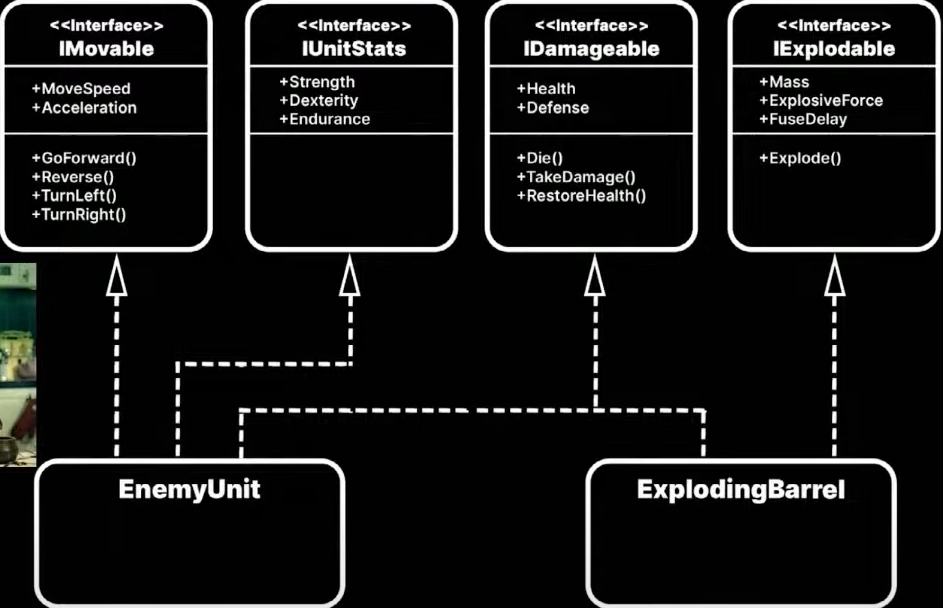 <<Interface>>
IMovable
+MoveSpeed
+Acceleration
+GoForward()
+Reverse()
+TurnLeft()
+TurnRight()
<<Interface>>
IUnitStats
+Strength
+Dexterity
+Endurance
<<Interface>>
IDamageable
+Health
+Defense
+Die()
+TakeDamage()
+RestoreHealth()
<<Interface>>
IExplodable
+Mass
+ExplosiveForce
+FuseDelay
+Explode()
EnemyUnit
ExplodingBarrel